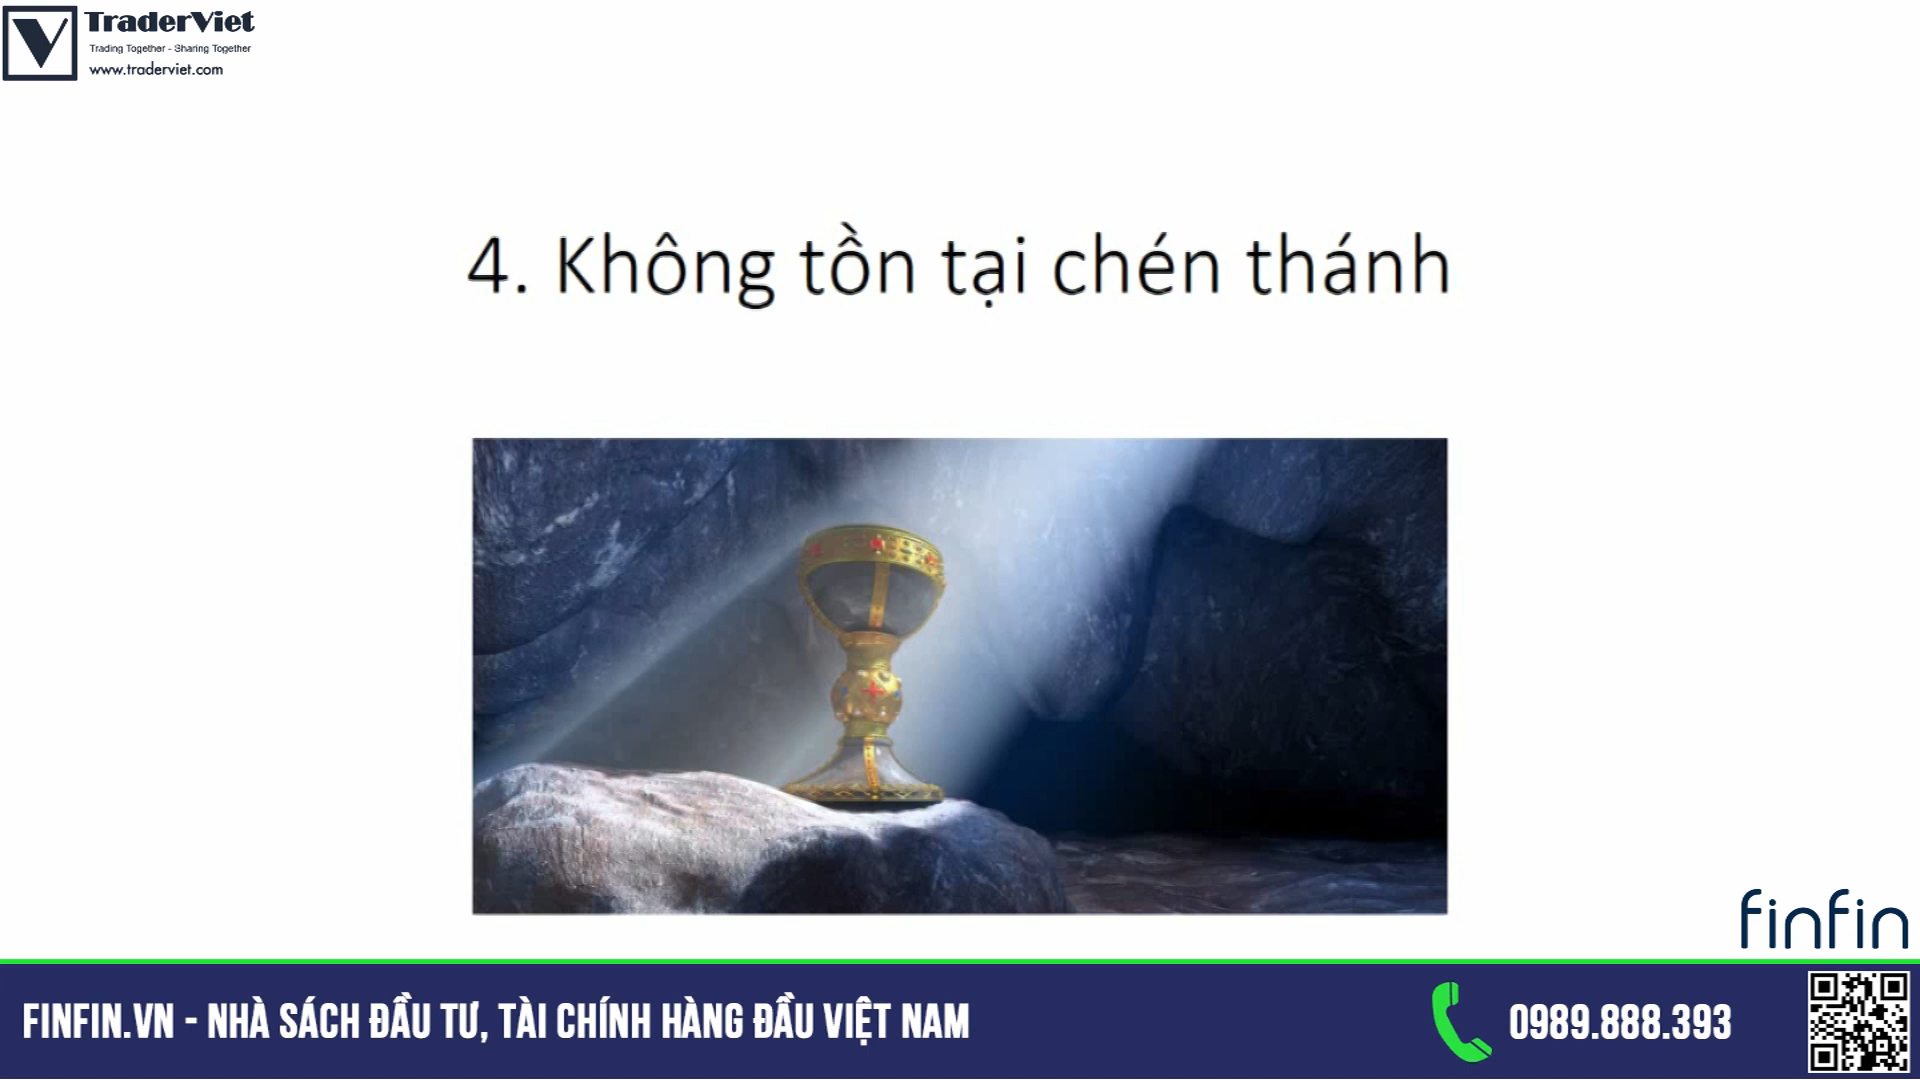 TraderViet
Trading Together - Sharing Together
www.traderviet.com
4. Không tồn tại chén thánh
finfin
FINFIN.VN - NHÀ SÁCH ĐẦU TƯ, TÀI CHÍNH HÀNG ĐẦU VIỆT NAM
0989.888.393